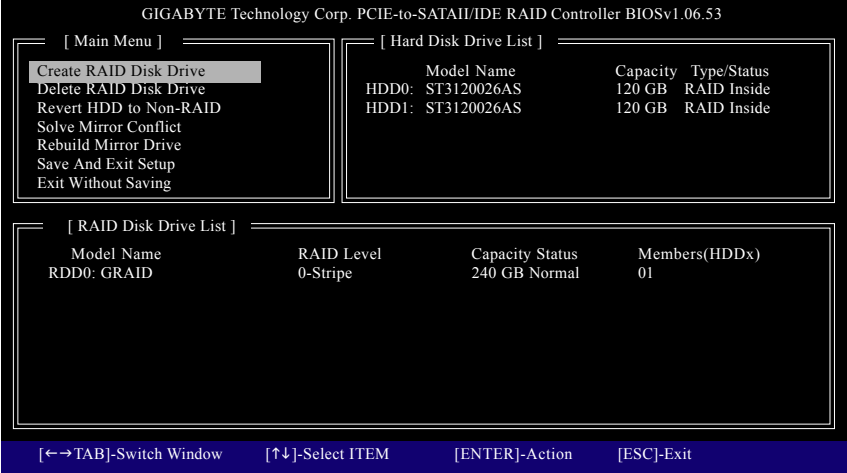 GIGABYTE Technology Corp. PCIE-to-SATAII/IDE RAID Controller BIOSv1.06.53
[ Main Menu ]
Create RAID Disk Drive
Delete RAID Disk Drive
Revert HDD to Non-RAID
Solve Mirror Conflict
Rebuild Mirror Drive
Save And Exit Setup
Exit Without Saving
[ Hard Disk Drive List ]
Model Name Capacity Type/Status
HDD0: ST3120026AS 120 GB RAID Inside
HDD1: ST3120026AS 120 GB RAID Inside
[ RAID Disk Drive List ]
Model Name RAID Level Capacity Status Members(HDDx)
RDD0: GRAID 0-Stripe 240 GB Normal 01
[←→TAB]-Switch Window [↑↓]-Select ITEM [ENTER]-Action [ESC]-Exit